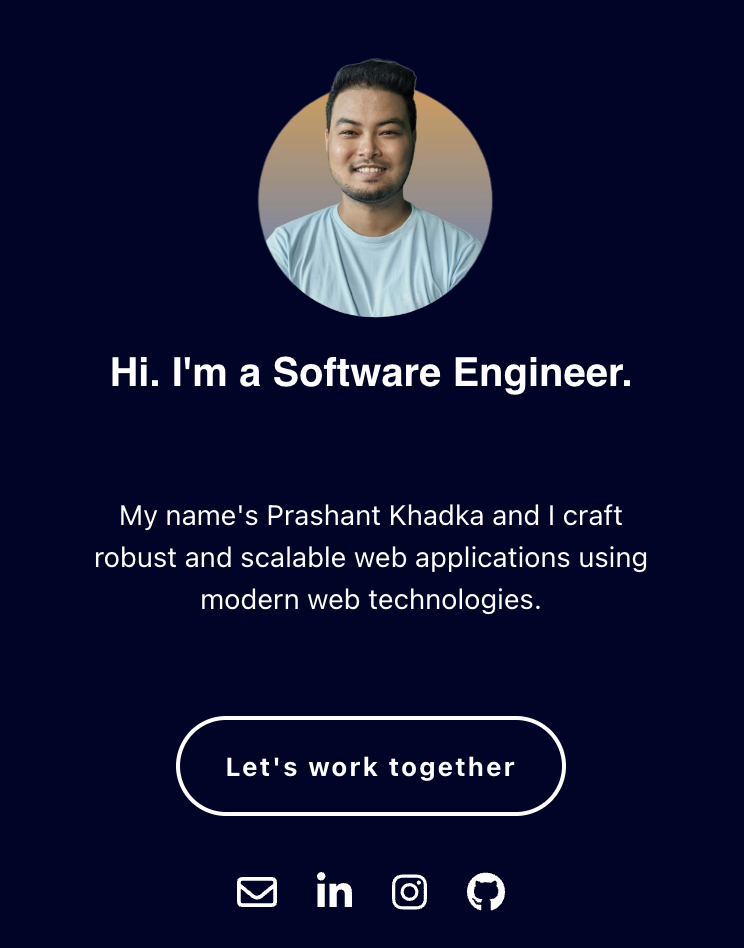 Hi. I'm a Software Engineer.
My name's Prashant Khadka and I craft
robust and scalable web applications using
modern web technologies.
Let's work together
in